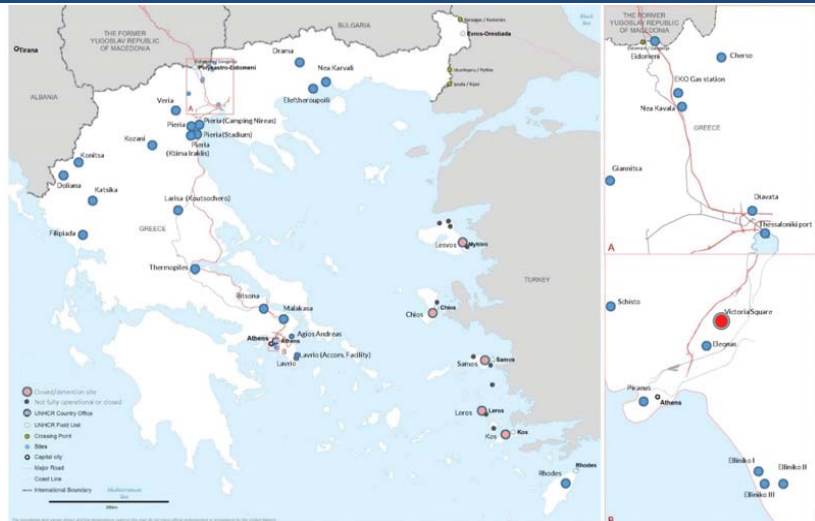 BULGARIA
Black
Sea
THE FORMER
YUGOSLAV REPUBLIC
OF MACEDONIA
Tirana
Evros-Orestiada
Drama
Nea Karvali
Eleftheroupoli
ALBANIA
A
Veria
Pieria
Pieria (Camping Nireas)
Pieria (Stadium)
Pieria
(Ktima Iraklis)
Kozani
Konitsa
Doliana
Katsika
Larisa (Koutsochero)
GREECE
Filipiada
Thermopiles
Ritsona
Malakasa
Agios Andreas
Athens
Athens
B
Lavrio
Lavrio (Accom. Facility)
Lesvos
Mytilini
Chios
Chios
TURKEY
Samos
Samos
Leros
Leros
Kos
Kos
Rhodes
Rhodes
Closed/detention site
Not fully operational or closed
UNHCR Country Office
UNHCR Field Unit
Crossing Point
Sites
Capital city
Major Road
Coast Line
International Boundary
Mediterranean
Sea
THE FORMER
YUGOSLAV REPUBLIC
OF MACEDONIA
Eidomeni
Cherso
EKO Gas station
Nea Kavala
GREECE
Giannitsa
Diavata
Thessaloniki port
A
Schisto
Victoria Square
Eleonas
Piraeus
Athens
Elliniko I
Elliniko II
Elliniko III
B